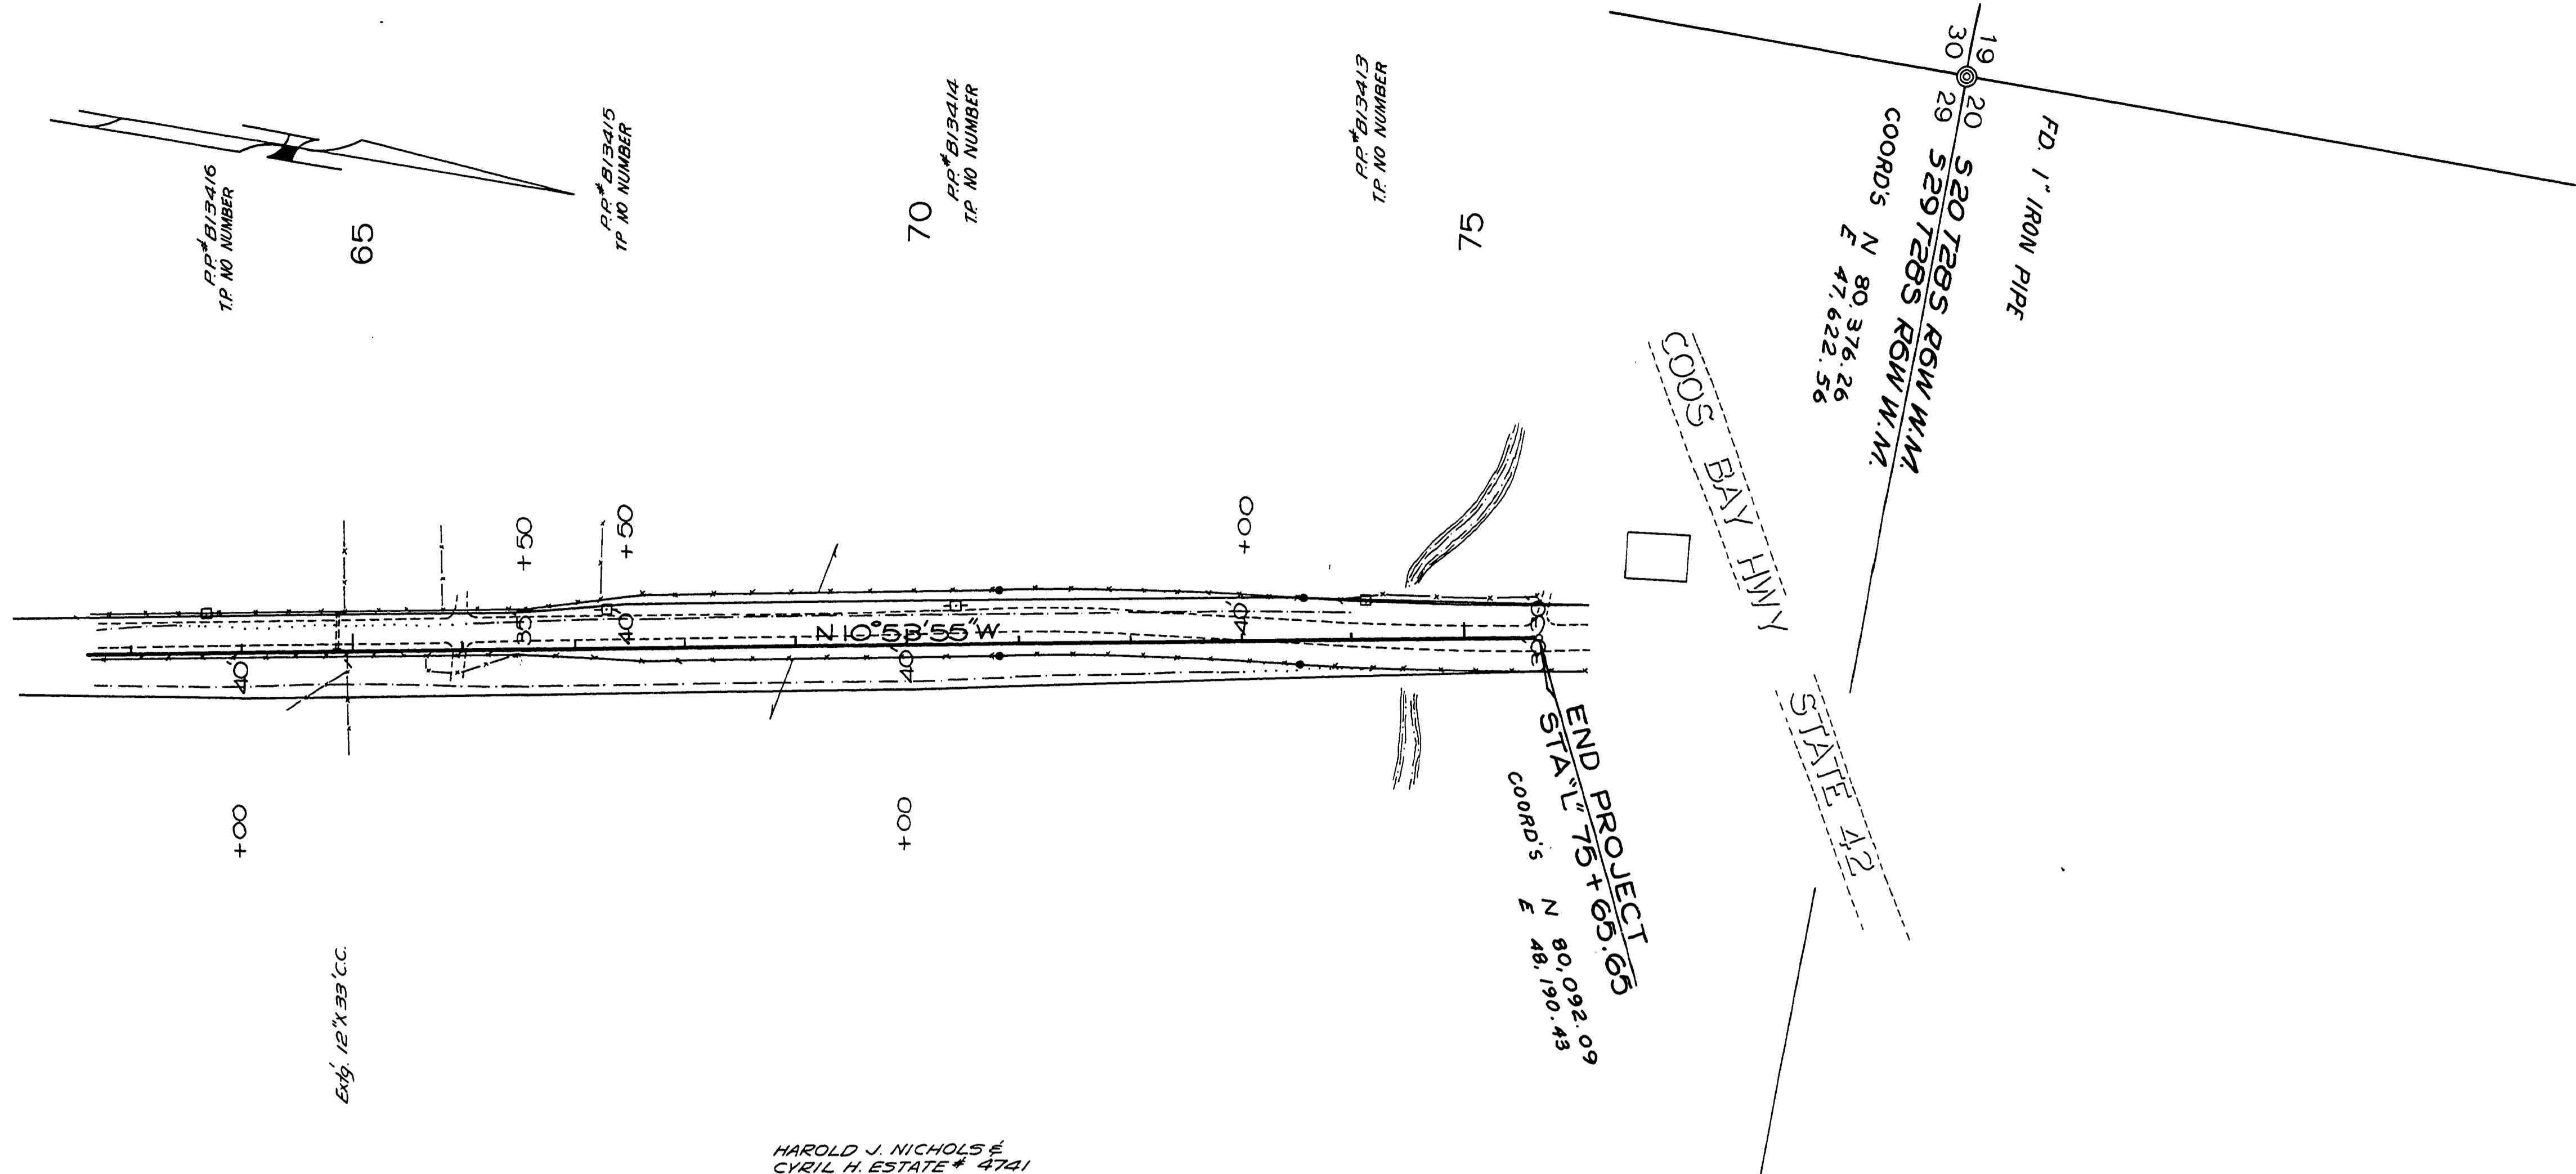 P.P.# B13416
T.P. NO NUMBER
65
P.P.# B13415
TP NO NUMBER
70
P.P.# B13414
T.P. NO NUMBER
P.P.# B13413
T.P. NO NUMBER
75
19
30
20
29
FD. 1" IRON PIPE
S20 T28S R6W W.M.
S29 T28S R6W W.M.
COORD'S N 80,376.26
E 47,622.56
COOS BAY HWY
STATE 42
+50
+50
+00
35'
40'
40'
N 10°53'55"W
40'
40'
30
30
+00
+00
END PROJECT
STA "L" 75+65.65
COORD'S N 80,092.09
E 48,190.43
Extg. 12"X33' C.C.
HAROLD J. NICHOLS &
CYRIL H. ESTATE # 4741